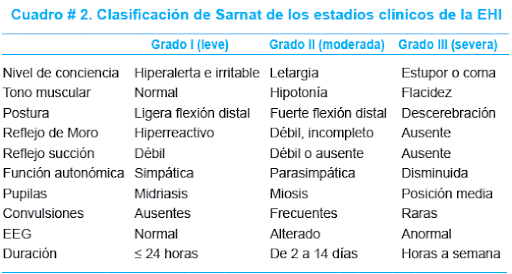 Cuadro # 2. Clasificación de Sarnat de los estadíos clínicos de la EHI
Grado I (leve) Grado II (moderada) Grado III (severa)
Nivel de conciencia Hiperalerta e irritable Letargia Estupor o coma
Tono muscular Normal Hipotonía Flacidez
Postura Ligera flexión distal Fuerte flexión distal Descerebración
Reflejo de Moro Hiperreactivo Débil, incompleto Ausente
Reflejo succión Débil Débil o ausente Ausente
Función autonómica Simpática Parasimpática Disminuida
Pupilas Midriasis Miosis Posición media
Convulsiones Ausentes Frecuentes Raras
EEG Normal Alterado Anormal
Duración ≤ 24 horas De 2 a 14 días Horas a semana